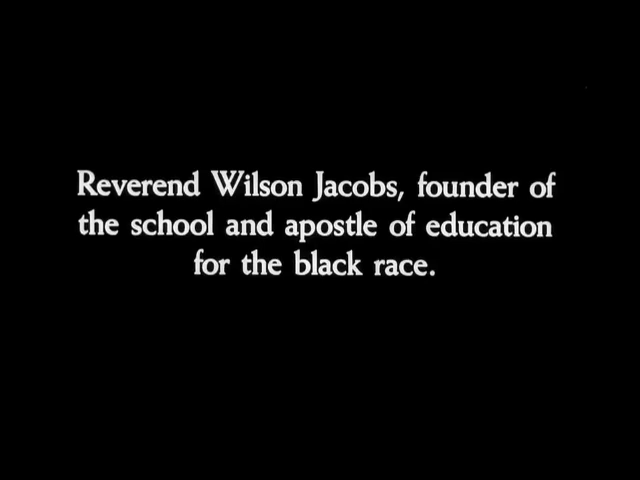 Reverend Wilson Jacobs, founder of
the school and apostle of education
for the black race.